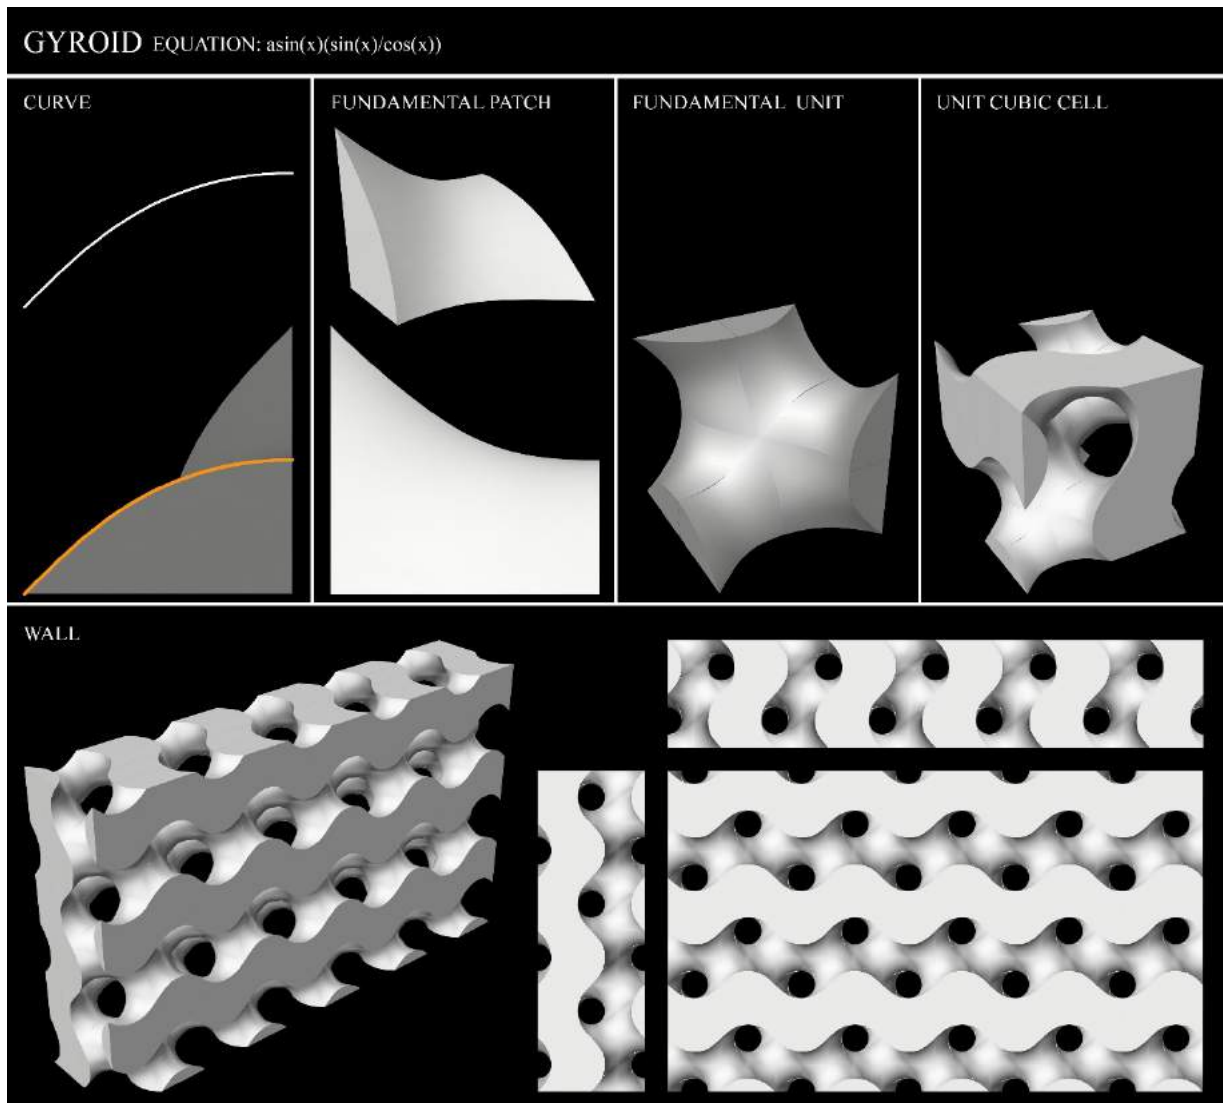 GYROID EQUATION: asin(x)(sin(x)/cos(x))
CURVE
FUNDAMENTAL PATCH
FUNDAMENTAL UNIT
UNIT CUBIC CELL
WALL